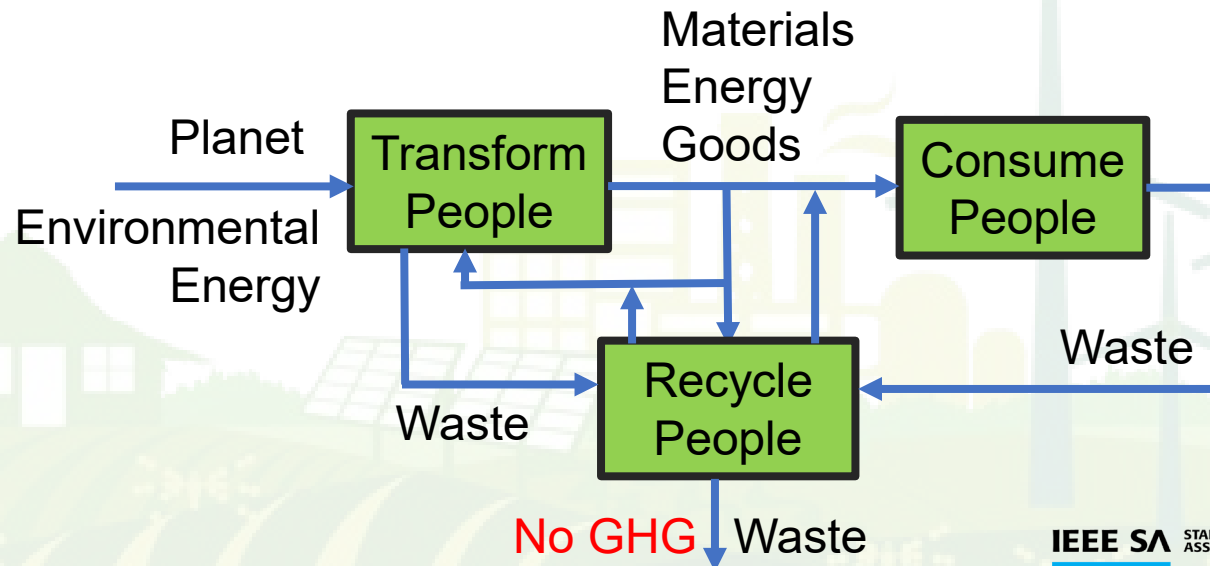 Materials
Energy
Goods
Planet
Environmental
Energy
Transform
People
Consume
People
Waste
Recycle
People
Waste
No GHG Waste
IEEE SA